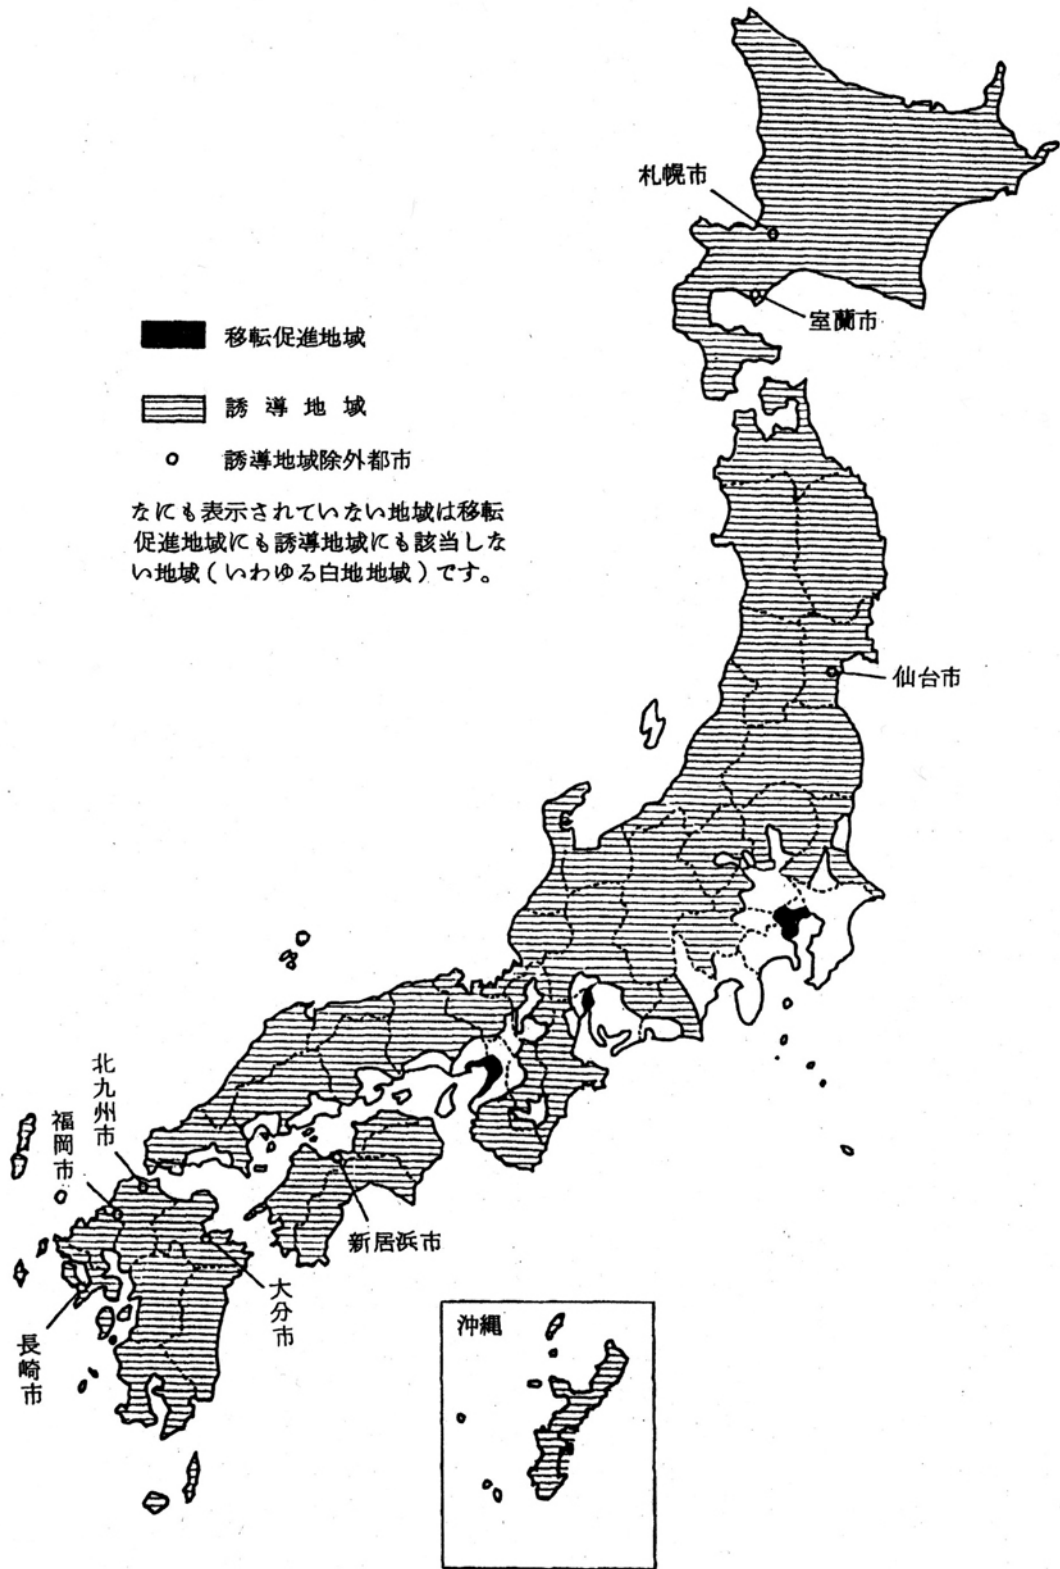 札幌市
室蘭市
移転促進地域
誘導地域
誘導地域除外都市
なにも表示されていない地域は移転
促進地域にも誘導地域にも該当しな
い地域(いわゆる白地地域)です。
仙台市
北九州市
福岡市
新居浜市
大分市
長崎市
沖縄